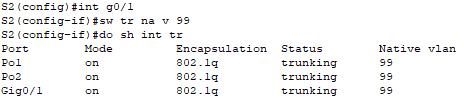 S2(config)#int g0/1
S2(config-if)#sw tr na v 99
S2(config-if)#do sh int tr
Port Mode Encapsulation Status Native vlan
Po1 on 802.1q trunking 99
Po2 on 802.1q trunking 99
Gig0/1 on 802.1q trunking 99